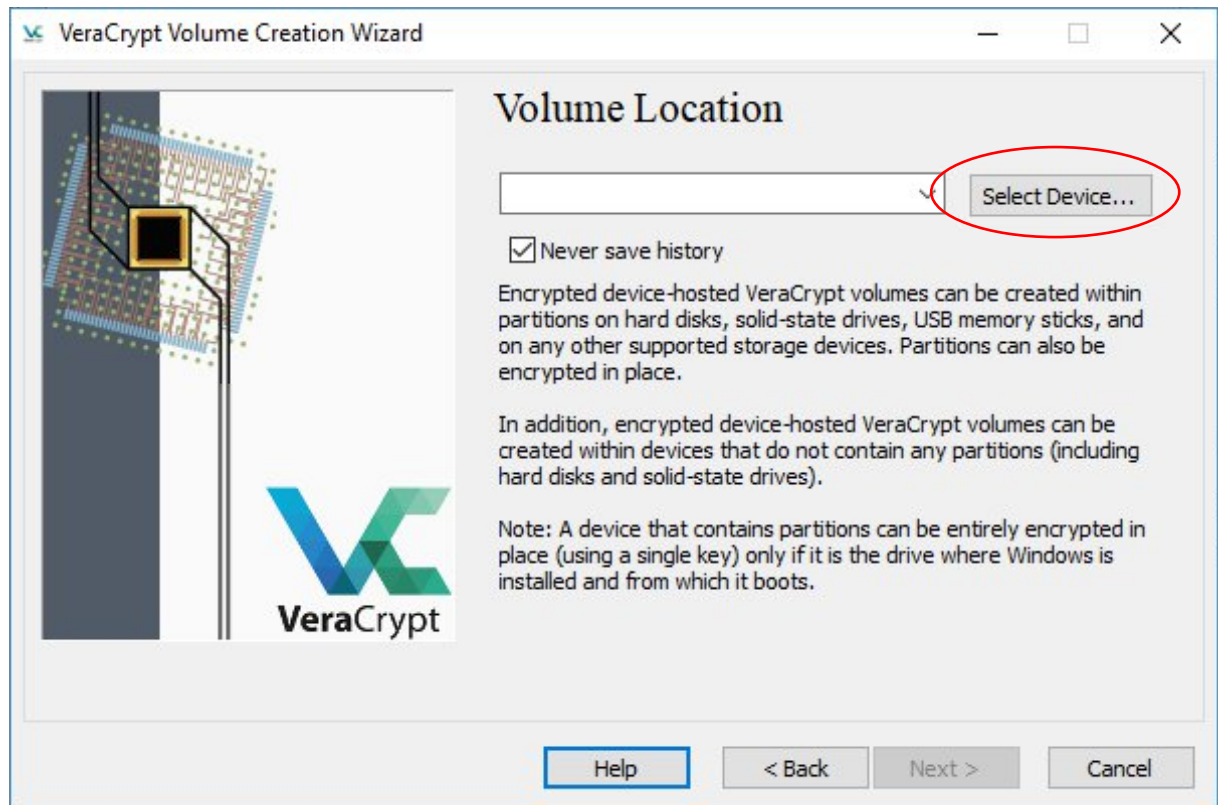 VeraCrypt Volume Creation Wizard
Volume Location
Select Device...
Never save history
Encrypted device-hosted VeraCrypt volumes can be created within
partitions on hard disks, solid-state drives, USB memory sticks, and
on any other supported storage devices. Partitions can also be
encrypted in place.
In addition, encrypted device-hosted VeraCrypt volumes can be
created within devices that do not contain any partitions (including
hard disks and solid-state drives).
Note: A device that contains partitions can be entirely encrypted in
place (using a single key) only if it is the drive where Windows is
installed and from which it boots.
VeraCrypt
Help
< Back
Next >
Cancel